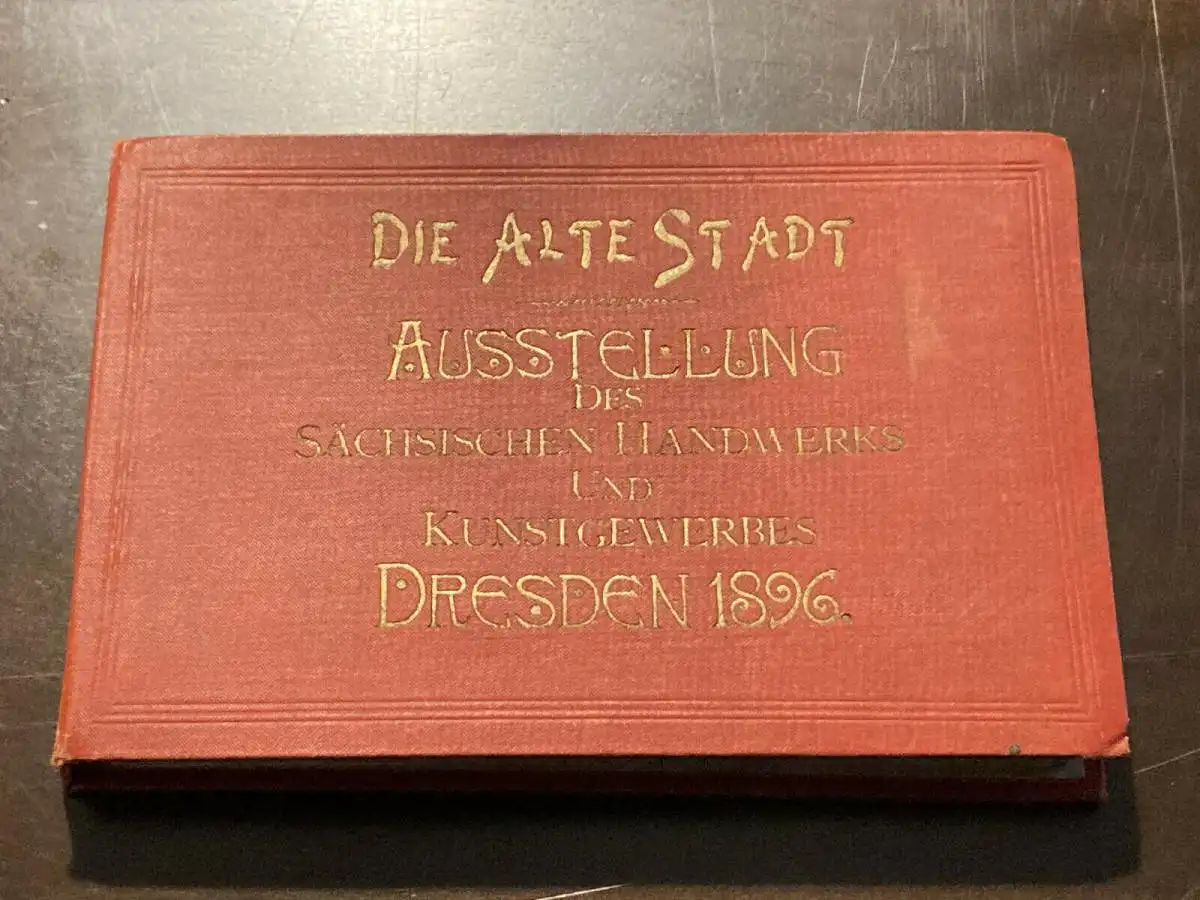 DIE ALTE STADT
AUSSTELLUNG
DES
SÄCHSISCHEN HANDWERKS
UND
KUNSTGEWERBES
DRESDEN 1896.